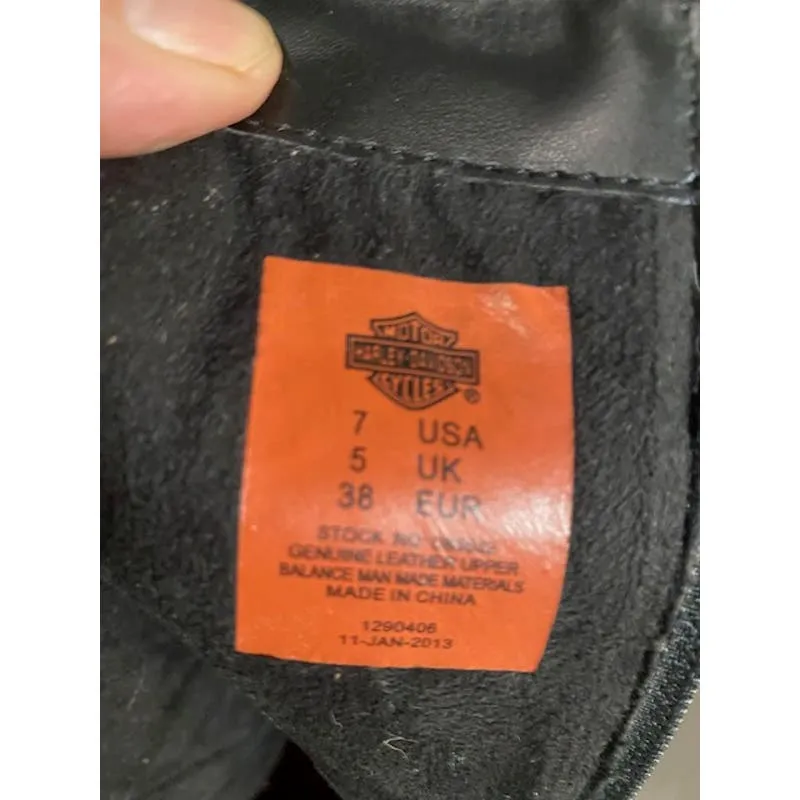 MOTOR
HARLEY-DAVIDSON
CYCLES
®
7 USA
5 UK
38 EUR
STOCK NO
GENUINE LEATHER UPPER
BALANCE MAN MADE MATERIALS
MADE IN CHINA
1290406
11-JAN-2013